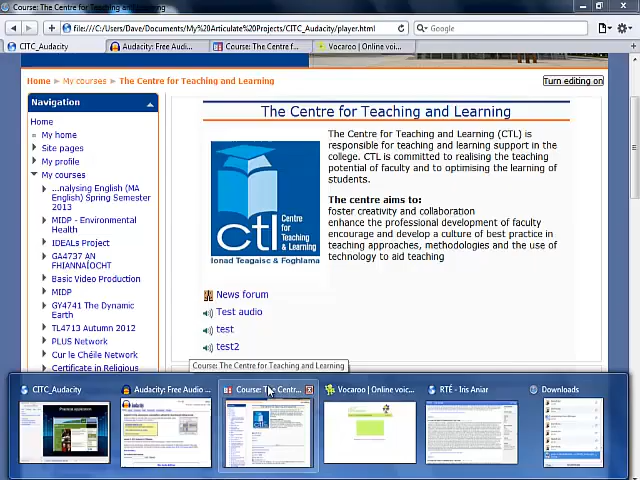 Course: The Centre for Teaching and Learning
file:///C:/Users/Dave/Documents/My%20Articulate%20Projects/CITC_Audacity/player.html
Google
CITC_Audacity
Audacity: Free Audi...
Course: The Centre f...
Vocaroo | Online voi...
Home
My courses
The Centre for Teaching and Learning
Turn editing on
Navigation
Home
My home
Site pages
My profile
My courses
...nalysing English (MA
English) Spring Semester
2013
MIDP - Environmental
Health
IDEALs Project
GA4737 AN
FHIANNAÍOCHT
Basic Video Production
MIDP
GY4741 The Dynamic
Earth
TL4713 Autumn 2012
PLUS Network
Cur le Chéile Network
Certificate in Religious
The Centre for Teaching and Learning
ctl
Centre
for
Teaching
& Learning
Ionad Teagaisc & Foghlama
The Centre for Teaching and Learning (CTL) is
responsible for teaching and learning support in the
college. CTL is committed to realising the teaching
potential of faculty and to optimising the learning of
students.
The centre aims to:
foster creativity and collaboration
enhance the professional development of faculty
encourage and develop a culture of best practice in
teaching approaches, methodologies and the use of
technology to aid teaching
News forum
Test audio
test
test2
Course: The Centre for Teaching and Learning
CITC_Audacity
Audacity: Free Audio ...
Course: The Centr...
Vocaroo | Online voic...
RTÉ - Iris Aniar
Downloads